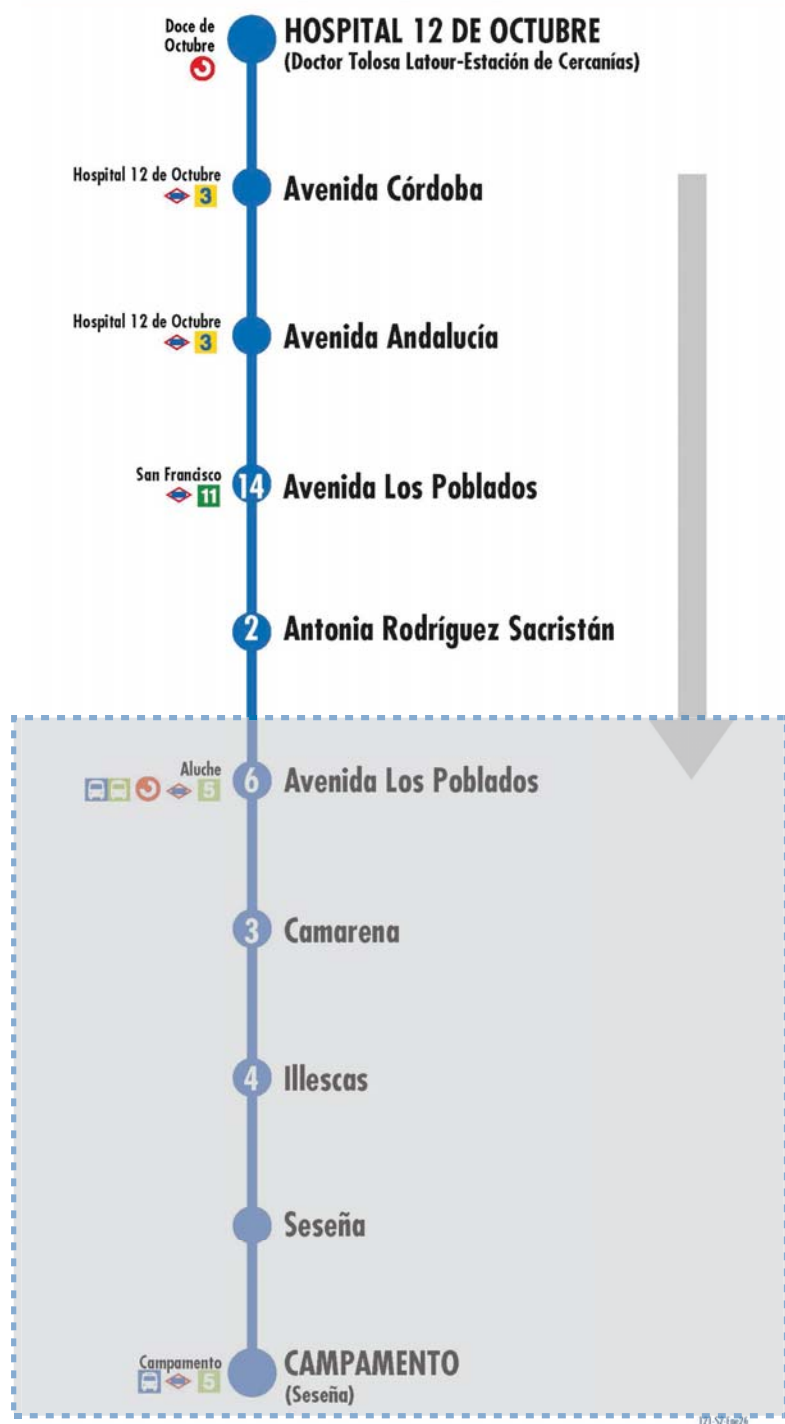 Doce de
Octubre
HOSPITAL 12 DE OCTUBRE
(Doctor Tolosa Latour-Estación de Cercanías)
Hospital 12 de Octubre
3
Avenida Córdoba
Hospital 12 de Octubre
3
Avenida Andalucía
San Francisco
11
14
Avenida Los Poblados
2
Antonia Rodríguez Sacristán
Aluche
5
6
Avenida Los Poblados
3
Camarena
4
Illescas
Seseña
Campamento
5
CAMPAMENTO
(Seseña)